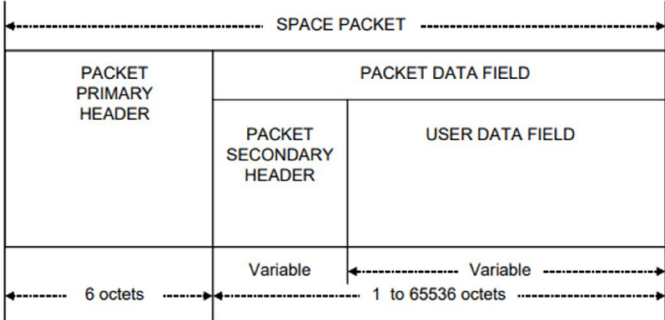 SPACE PACKET
PACKET
PRIMARY
HEADER
PACKET DATA FIELD
PACKET
SECONDARY
HEADER
USER DATA FIELD
Variable
Variable
6 octets
1 to 65536 octets